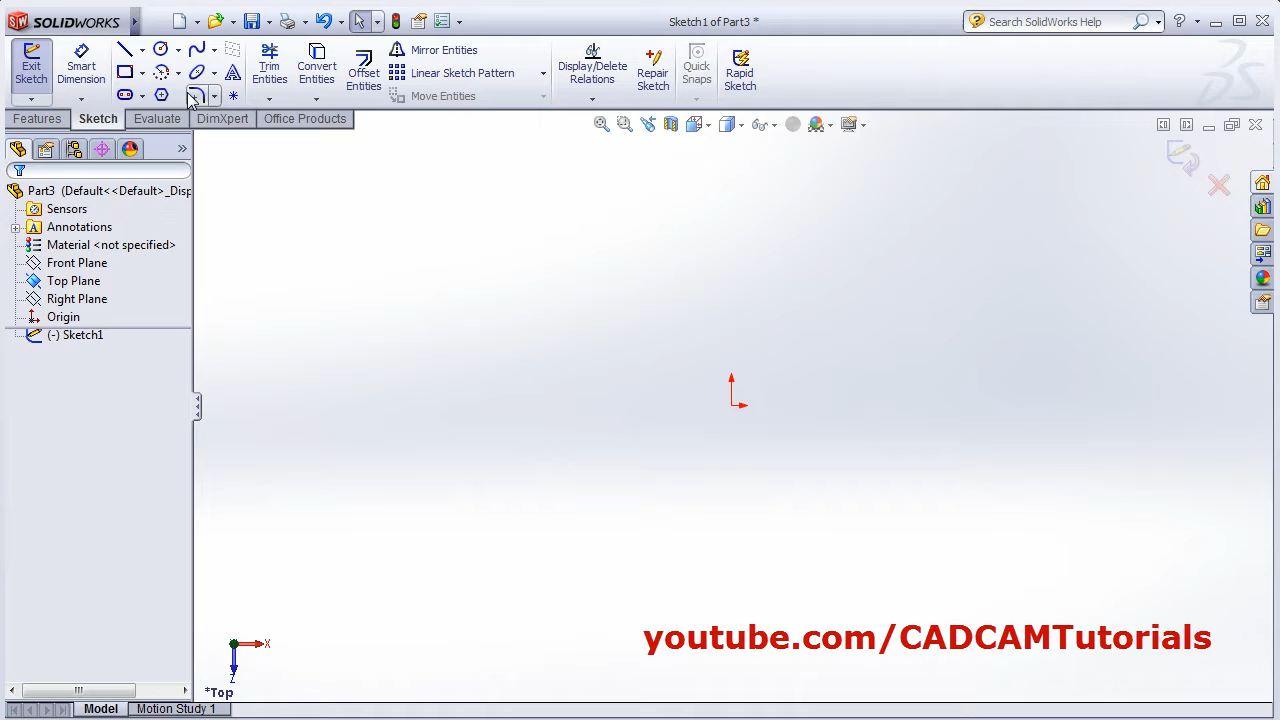 SOLIDWORKS
Sketch1 of Part3 *
Search SolidWorks Help
Exit Sketch
Smart Dimension
Trim Entities
Convert Entities
Offset Entities
Mirror Entities
Linear Sketch Pattern
Move Entities
Display/Delete Relations
Repair Sketch
Quick Snaps
Rapid Sketch
Features
Sketch
Evaluate
DimXpert
Office Products
Part3 (Default<<Default>_Disp
Sensors
Annotations
Material <not specified>
Front Plane
Top Plane
Right Plane
Origin
(-) Sketch1
X
Z
*Top
youtube.com/CADCAMTutorials
Model
Motion Study 1